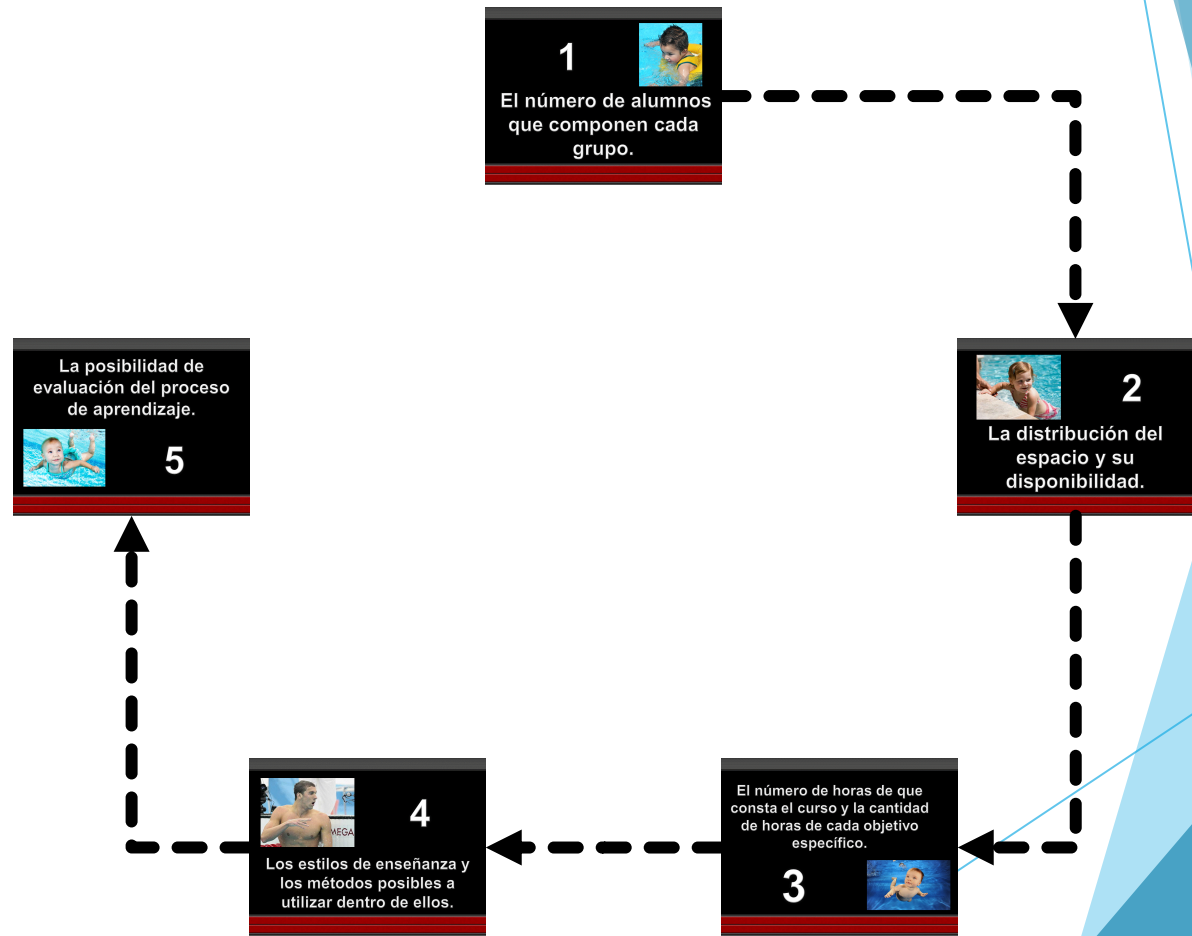 1
El número de alumnos
que componen cada
grupo.
2
La distribución del
espacio y su
disponibilidad.
El número de horas de que
consta el curso y la cantidad
de horas de cada objetivo
específico.
3
4
MEGA
Los estilos de enseñanza y
los métodos posibles a
utilizar dentro de ellos.
La posibilidad de
evaluación del proceso
de aprendizaje.
5